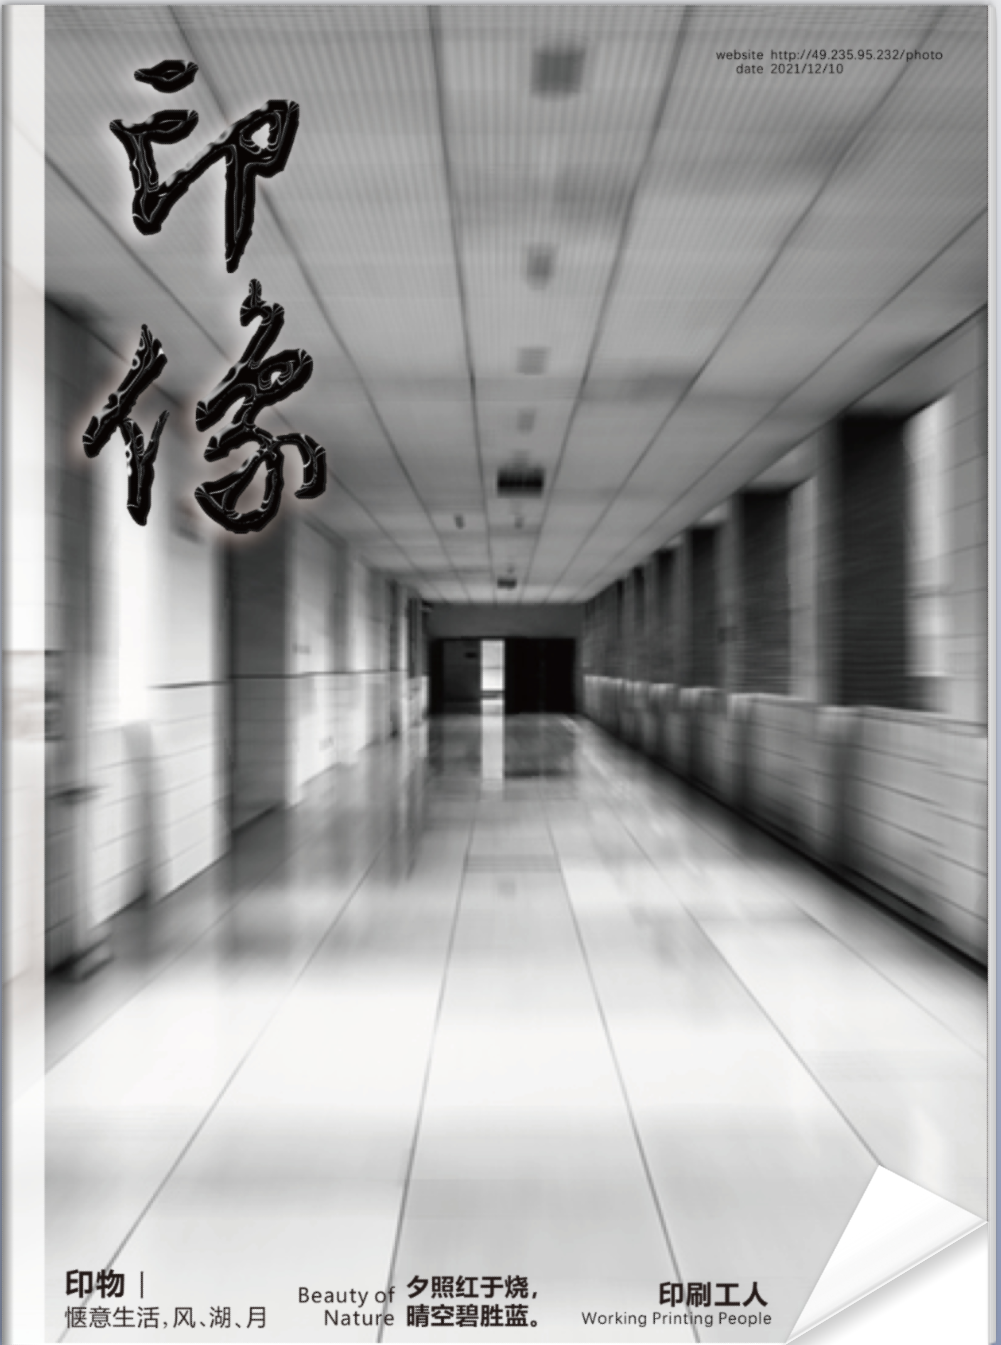 website http://49.235.95.232/photo
date 2021/12/10
印
像
印物 |
惬意生活,风、湖、月
Beauty of
Nature
夕照红于烧,
晴空碧胜蓝。
印刷工人
Working Printing People